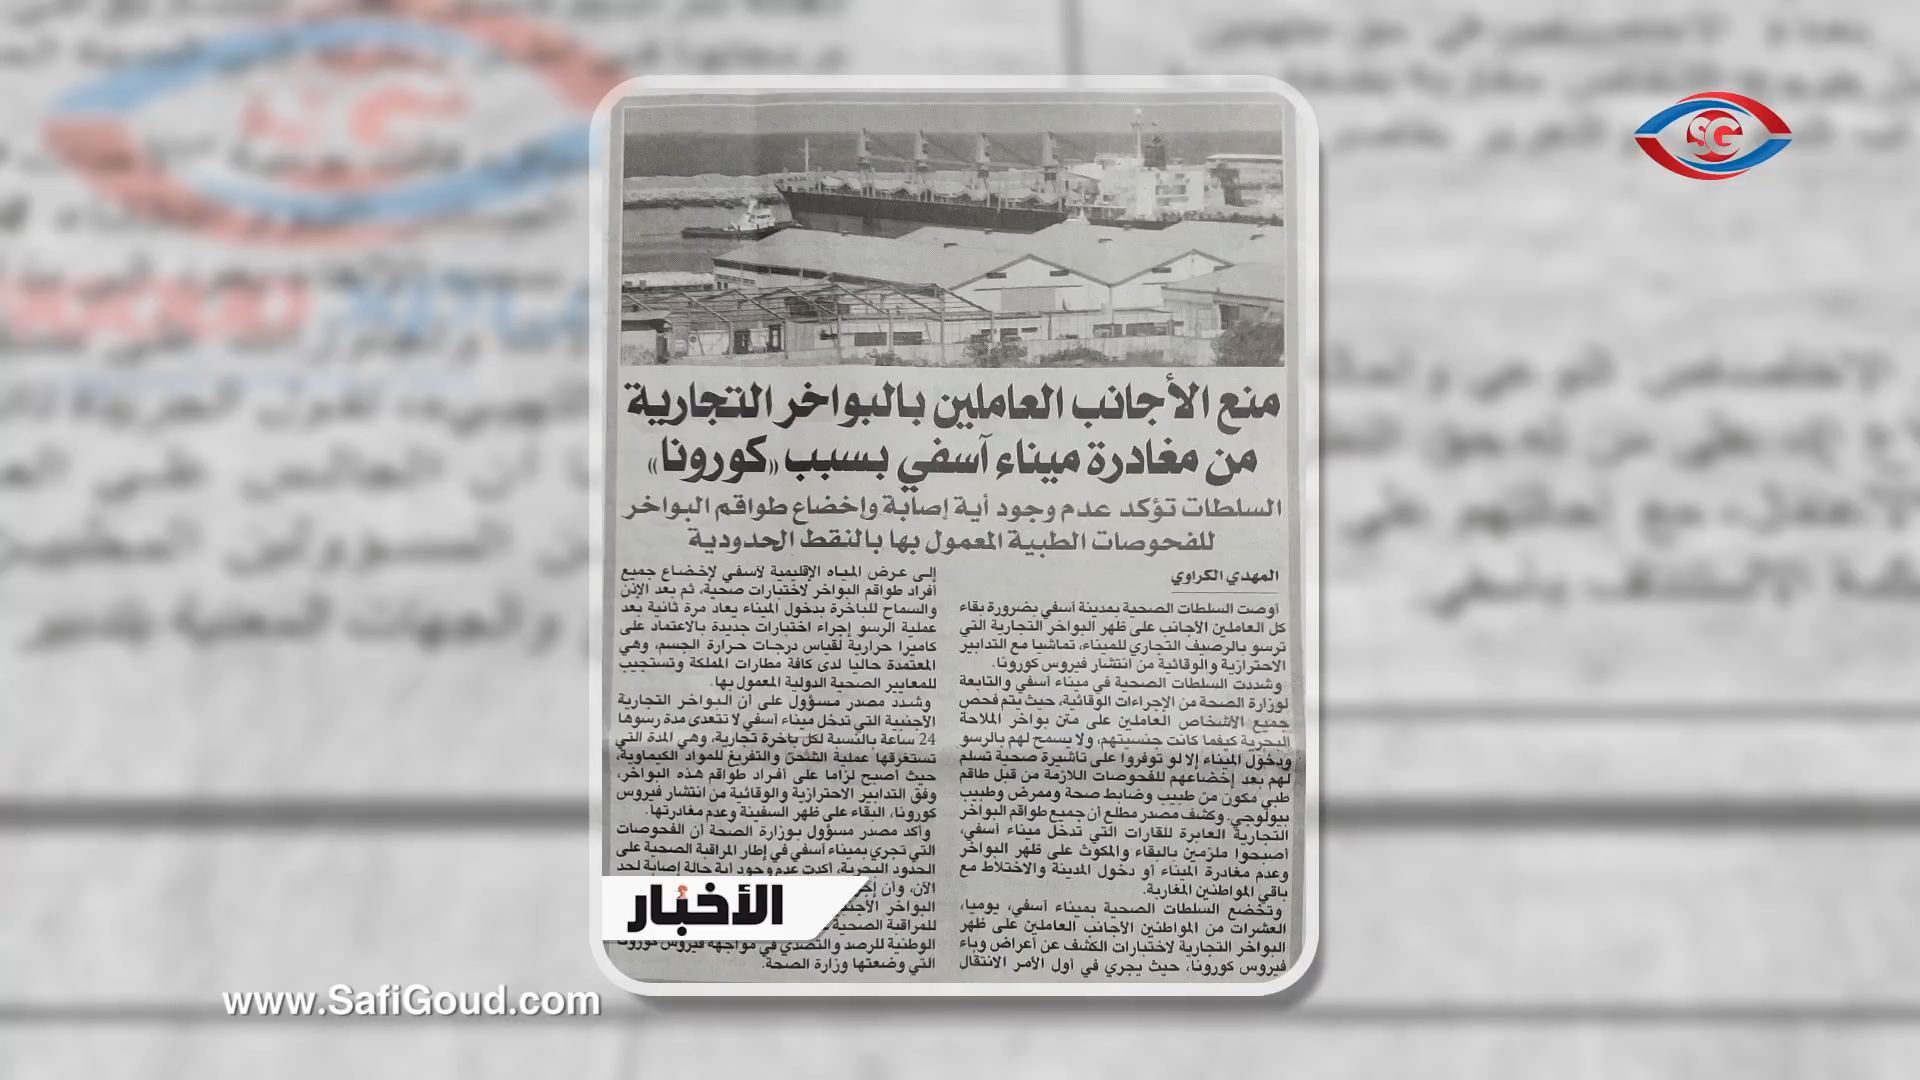 SG
منع الأجانب العاملين بالبواخر التجارية
من مغادرة ميناء آسفي بسبب «كورونا»
السلطات تؤكد عدم وجود أية إصابة وإخضاع طواقم البواخر
للفحوصات الطبية المعمول بها بالنقط الحدودية
المهدي الكراوي
أوصت السلطات الصحية بمدينة أسفي بضرورة بقاء
كل العاملين الأجانب على ظهر البواخر التجارية التي
ترسو بالرصيف التجاري للميناء، تماشيا مع التدابير
الاحترازية والوقائية من انتشار فيروس كورونا.
وشددت السلطات الصحية في ميناء أسفي والتابعة
لوزارة الصحة من الإجراءات الوقائية، حيث يتم فحص
جميع الأشخاص العاملين على متن بواخر الملاحة
البحرية كيفما كانت جنسيتهم، ولا يسمح لهم بالرسو
ودخول الميناء إلا لو توفروا على تأشيرة صحية تسلم
لهم بعد إخضاعهم للفحوصات اللازمة من قبل طاقم
طبي مكون من طبيب وضابط صحة وممرض وطبيب
بيولوجي. وكشف مصدر مطلع أن جميع طواقم البواخر
التجارية العابرة للقارات التي تدخل ميناء أسفي،
أصبحوا ملزمين بالبقاء والمكوث على ظهر البواخر
وعدم مغادرة الميناء أو دخول المدينة والاختلاط مع
باقي المواطنين المغاربة.
وتخضع السلطات الصحية بميناء أسفي، يوميا،
العشرات من المواطنين الأجانب العاملين على ظهر
البواخر التجارية لاختبارات الكشف عن أعراض وباء
فيروس كورونا، حيث يجري في أول الأمر الانتقال
إلى عرض المياه الإقليمية لآسفي لإخضاع جميع
أفراد طواقم البواخر لاختبارات صحية، ثم بعد الإذن
والسماح للباخرة بدخول الميناء يعاد مرة ثانية بعد
عملية الرسو إجراء اختبارات جديدة بالاعتماد على
كاميرا حرارية لقياس درجات حرارة الجسم، وهي
المعتمدة حاليا لدى كافة مطارات المملكة وتستجيب
للمعايير الصحية الدولية المعمول بها.
وشدد مصدر مسؤول على أن البواخر التجارية
الأجنبية التي تدخل ميناء أسفي لا تتعدى مدة رسوها
24 ساعة بالنسبة لكل باخرة تجارية، وهي المدة التي
تستغرقها عملية الشحن والتفريغ للمواد الكيماوية،
حيث أصبح لزاما على أفراد طواقم هذه البواخر،
وفق التدابير الاحترازية والوقائية من انتشار فيروس
كورونا، البقاء على ظهر السفينة وعدم مغادرتها.
وأكد مصدر مسؤول بوزارة الصحة أن الفحوصات
التي تجري بميناء أسفي في إطار المراقبة الصحية على
الحدود البحرية، أكدت عدم وجود أية حالة إصابة لحد
الآن، وأن
البواخر الأجنبية
للمراقبة الصحية
الوطنية للرصد والتصدي في مواجهة فيروس كورونا
التي وضعتها وزارة الصحة.
الأخبار
www.SafiGoud.com